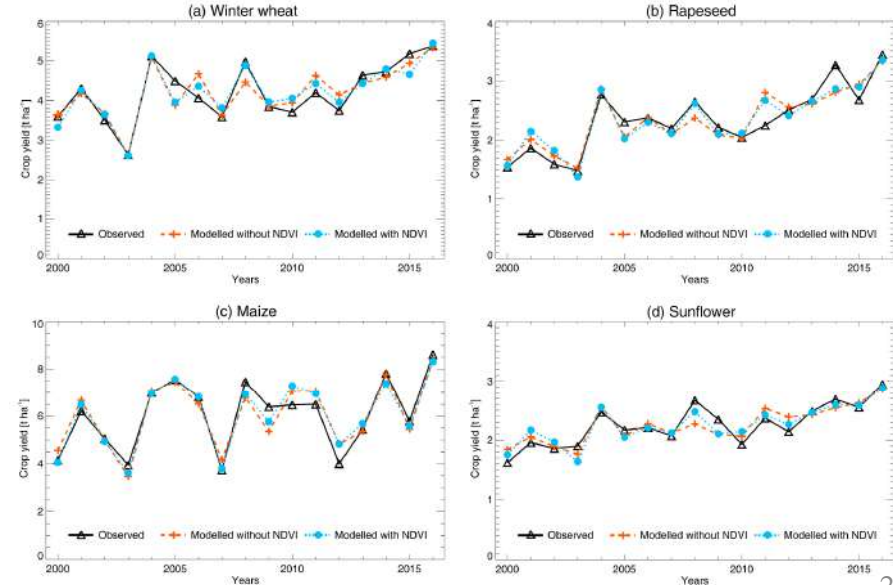 (a) Winter wheat
Crop yield [t ha⁻¹]
6
5
4
3
2
1
0
Observed Modelled without NDVI Modelled with NDVI
2000 2005 2010 2015
Years
(b) Rapeseed
Crop yield [t ha⁻¹]
4
3
2
1
0
Observed Modelled without NDVI Modelled with NDVI
2000 2005 2010 2015
Years
(c) Maize
Crop yield [t ha⁻¹]
10
8
6
4
2
0
Observed Modelled without NDVI Modelled with NDVI
2000 2005 2010 2015
Years
(d) Sunflower
Crop yield [t ha⁻¹]
4
3
2
1
0
Observed Modelled without NDVI Modelled with NDVI
2000 2005 2010 2015
Years